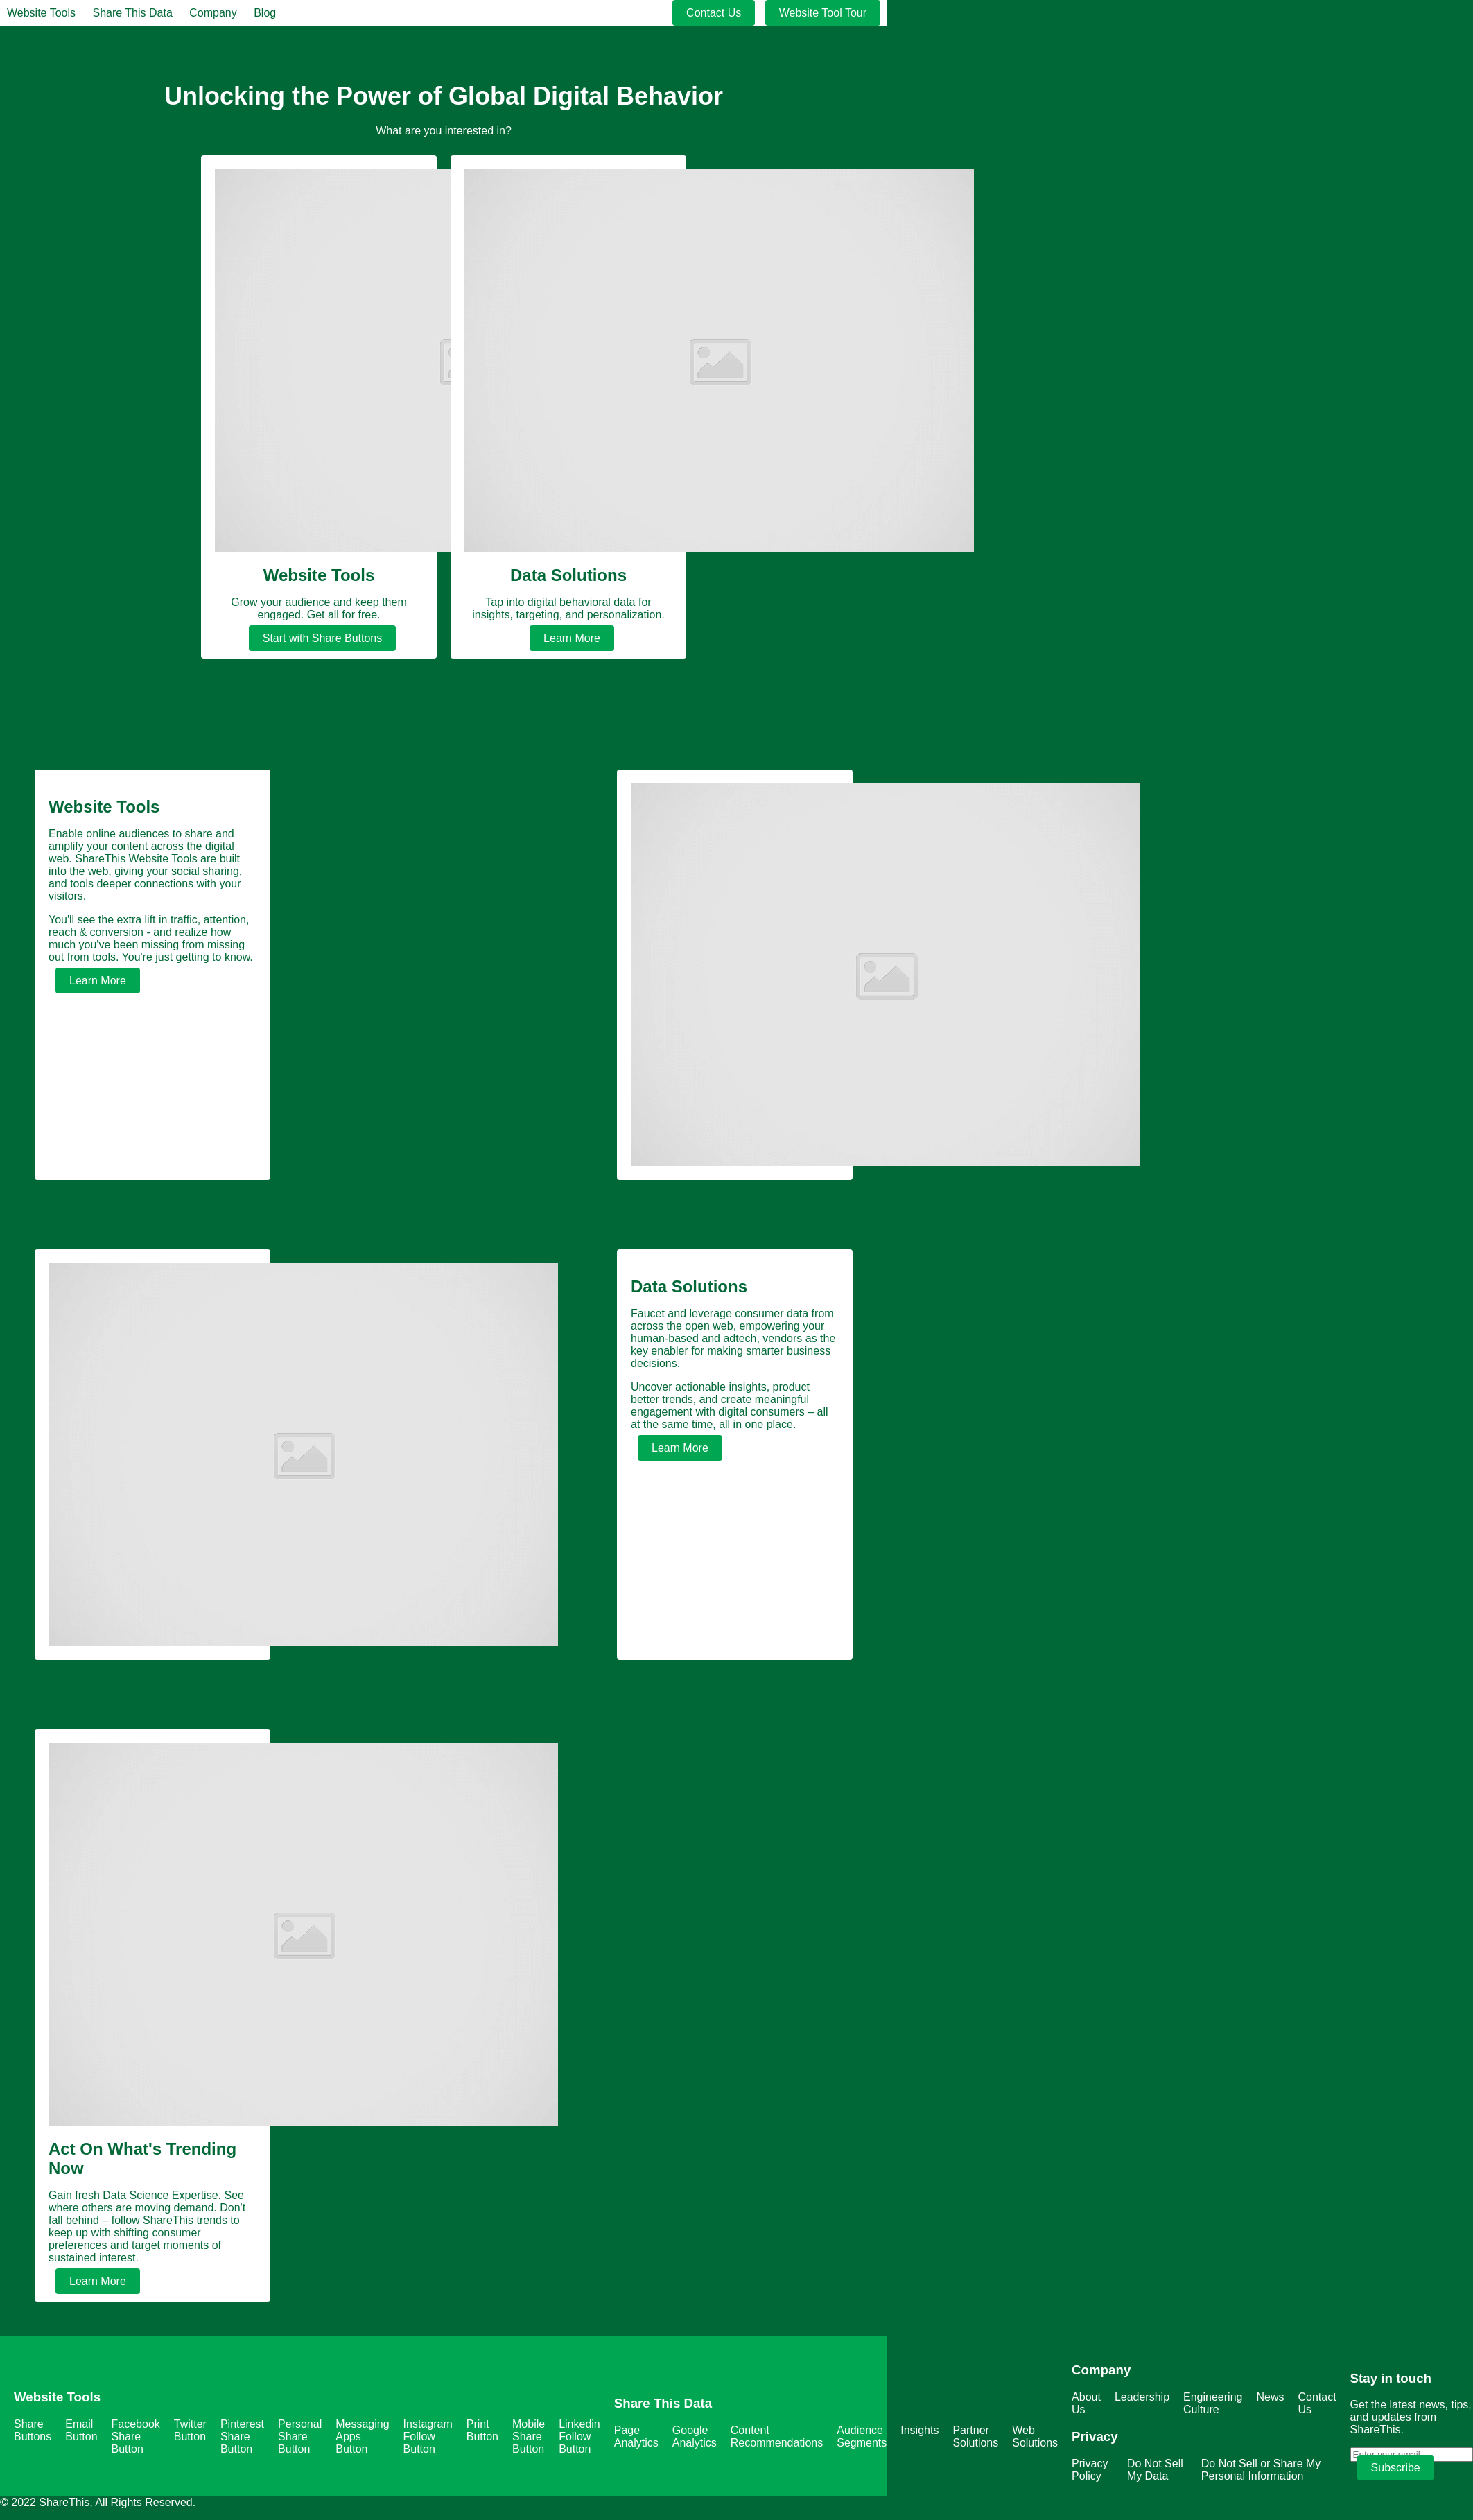 Website Tools
Share This Data
Company
Blog
Contact Us
Website Tool Tour
Unlocking the Power of Global Digital Behavior
What are you interested in?
Website Tools
Grow your audience and keep them
engaged. Get all for free.
Start with Share Buttons
Data Solutions
Tap into digital behavioral data for
insights, targeting, and personalization.
Learn More
Website Tools
Enable online audiences to share and
amplify your content across the digital
web. ShareThis Website Tools are built
into the web, giving your social sharing,
and tools deeper connections with your
visitors.
You'll see the extra lift in traffic, attention,
reach & conversion - and realize how
much you've been missing from missing
out from tools. You're just getting to know.
Learn More
Data Solutions
Faucet and leverage consumer data from
across the open web, empowering your
human-based and adtech, vendors as the
key enabler for making smarter business
decisions.
Uncover actionable insights, product
better trends, and create meaningful
engagement with digital consumers – all
at the same time, all in one place.
Learn More
Act On What's Trending
Now
Gain fresh Data Science Expertise. See
where others are moving demand. Don't
fall behind – follow ShareThis trends to
keep up with shifting consumer
preferences and target moments of
sustained interest.
Learn More
Website Tools
Share
Buttons
Email
Button
Facebook
Share
Button
Twitter
Button
Pinterest
Share
Button
Personal
Share
Button
Messaging
Apps
Button
Instagram
Follow
Button
Print
Button
Mobile
Share
Button
Linkedin
Follow
Button
Share This Data
Page
Analytics
Google
Analytics
Content
Recommendations
Audience
Segments
Insights
Partner
Solutions
Web
Solutions
Company
About
Us
Leadership
Engineering
Culture
News
Contact
Us
Privacy
Privacy
Policy
Do Not Sell
My Data
Do Not Sell or Share My
Personal Information
Stay in touch
Get the latest news, tips,
and updates from
ShareThis.
Enter your email
Subscribe
© 2022 ShareThis, All Rights Reserved.